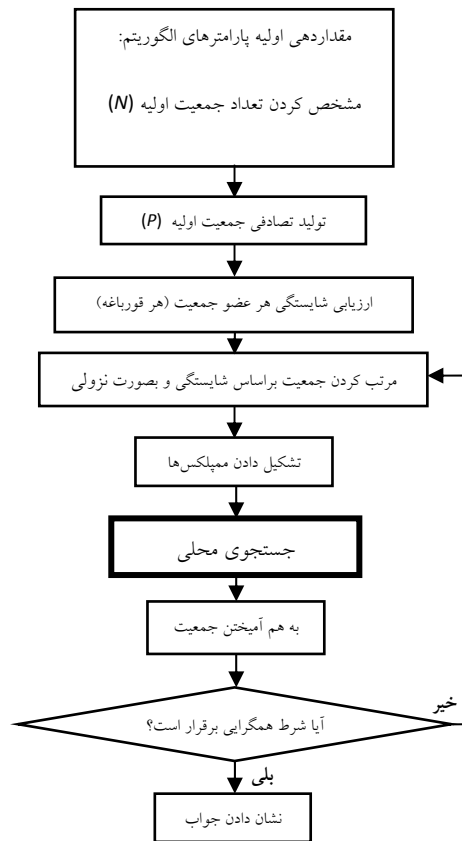 مقداردهی اولیه پارامترهای الگوریتم:
مشخص کردن تعداد جمعیت اولیه (N)
تولید تصادفی جمعیت اولیه (P)
ارزیابی شایستگی هر عضو جمعیت (هر قورباغه)
مرتب کردن جمعیت براساس شایستگی و بصورت نزولی
تشکیل دادن ممپلکس‌ها
جستجوی محلی
به هم آمیختن جمعیت
آیا شرط همگرایی برقرار است؟
خیر
بلی
نشان دادن جواب